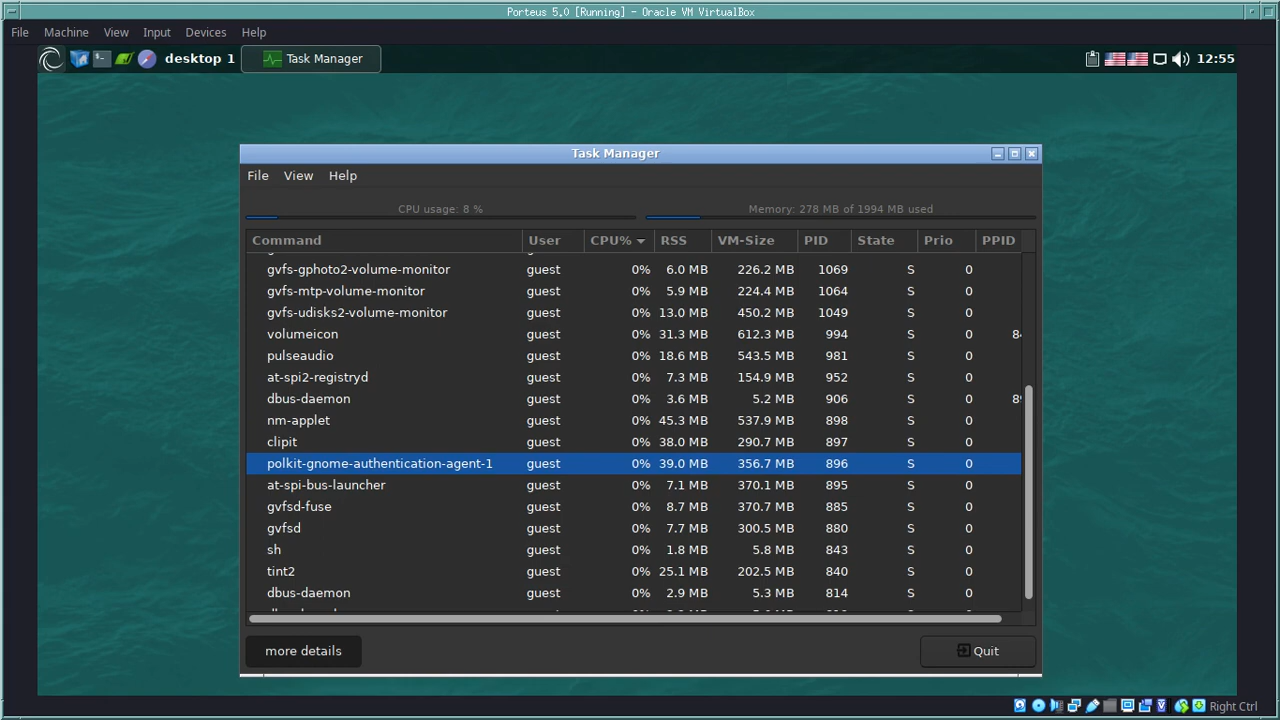 Porteus 5.0 [Running] - Oracle VM VirtualBox
File Machine View Input Devices Help
desktop 1 Task Manager 12:55
Task Manager
File View Help
CPU usage: 8 % Memory: 278 MB of 1994 MB used
Command User CPU% RSS VM-Size PID State Prio PPID
gvfs-gphoto2-volume-monitor guest 0% 6.0 MB 226.2 MB 1069 S 0
gvfs-mtp-volume-monitor guest 0% 5.9 MB 224.4 MB 1064 S 0
gvfs-udisks2-volume-monitor guest 0% 13.0 MB 450.2 MB 1049 S 0
volumeicon guest 0% 31.3 MB 612.3 MB 994 S 0
pulseaudio guest 0% 18.6 MB 543.5 MB 981 S 0
at-spi2-registryd guest 0% 7.3 MB 154.9 MB 952 S 0
dbus-daemon guest 0% 3.6 MB 5.2 MB 906 S 0
nm-applet guest 0% 45.3 MB 537.9 MB 898 S 0
clipit guest 0% 38.0 MB 290.7 MB 897 S 0
polkit-gnome-authentication-agent-1 guest 0% 39.0 MB 356.7 MB 896 S 0
at-spi-bus-launcher guest 0% 7.1 MB 370.1 MB 895 S 0
gvfsd-fuse guest 0% 8.7 MB 370.7 MB 885 S 0
gvfsd guest 0% 7.7 MB 300.5 MB 880 S 0
sh guest 0% 1.8 MB 5.8 MB 843 S 0
tint2 guest 0% 25.1 MB 202.5 MB 840 S 0
dbus-daemon guest 0% 2.9 MB 5.3 MB 814 S 0
more details Quit
Right Ctrl